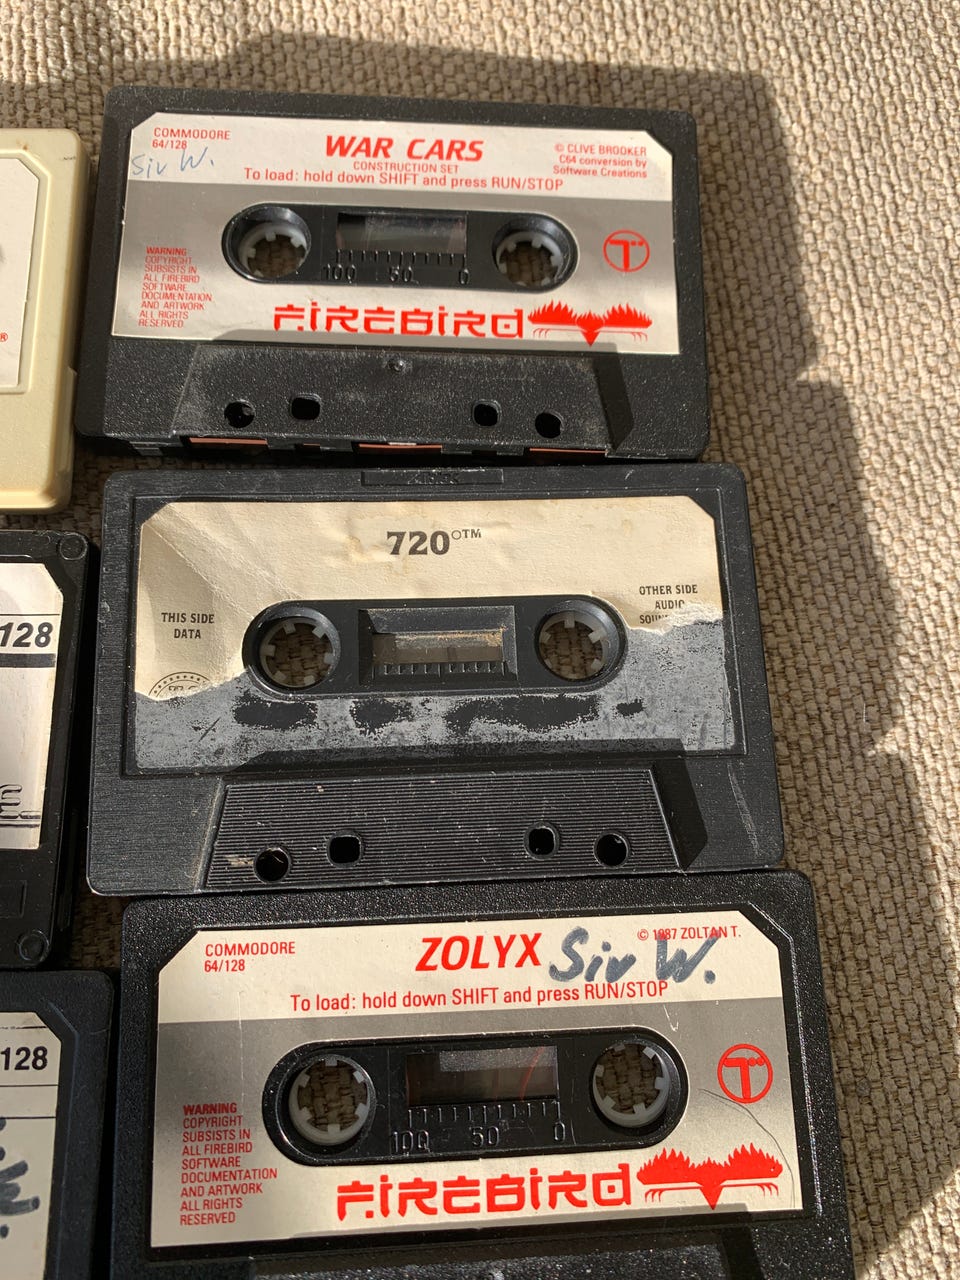 COMMODORE
64/128
Siv W.
WAR CARS
CONSTRUCTION SET
To load: hold down SHIFT and press RUN/STOP
© CLIVE BROOKER
C64 conversion by
Software Creations
100 50 0
T
WARNING
COPYRIGHT
SUBSISTS IN
ALL FIREBIRD
SOFTWARE
DOCUMENTATION
AND ARTWORK
ALL RIGHTS
RESERVED.
FIREBIRD
®
720°™
THIS SIDE
DATA
OTHER SIDE
AUDIO
128
COMMODORE
64/128
ZOLYX
Siv W.
© 1987 ZOLTAN T.
To load: hold down SHIFT and press RUN/STOP
100 50 0
T
WARNING
COPYRIGHT
SUBSISTS IN
ALL FIREBIRD
SOFTWARE
DOCUMENTATION
AND ARTWORK
ALL RIGHTS
RESERVED
FIREBIRD
128